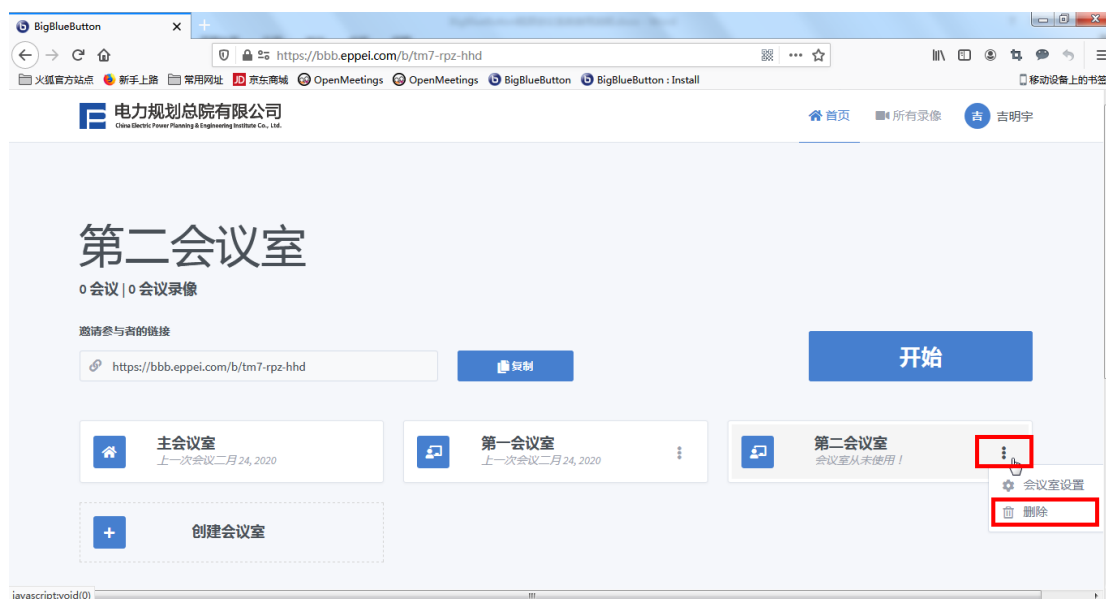 BigBlueButton
https://bbb.eppei.com/b/tm7-rpz-hhd
火狐官方站点 新手上路 常用网址 JD 京东商城 OpenMeetings OpenMeetings BigBlueButton BigBlueButton : Install 移动设备上的书签
电力规划总院有限公司
China Electric Power Planning & Engineering Institute Co., Ltd.
首页 所有录像 吉 吉明宇
第二会议室
0 会议 | 0 会议录像
邀请参与者的链接
https://bbb.eppei.com/b/tm7-rpz-hhd 复制 开始
主会议室 第一会议室 第二会议室
上一次会议二月 24, 2020 上一次会议二月 24, 2020 会议室从未使用！
会议室设置
删除
创建会议室
javascript:void(0)